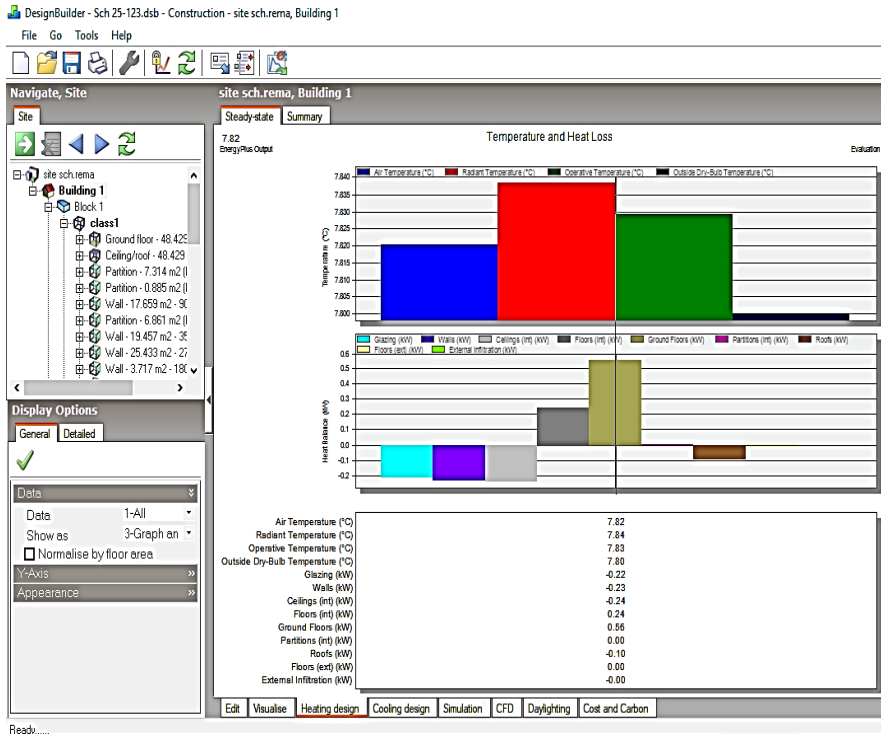 DesignBuilder - Sch 25-123.dsb - Construction - site sch.rema, Building 1
File Go Tools Help
Navigate, Site
Site
site sch.rema
Building 1
Block 1
class1
Ground floor - 48.429
Ceiling/roof - 48.429
Partition - 7.314 m2 (I
Partition - 0.885 m2 (I
Wall - 17.659 m2 - 90
Partition - 6.861 m2 (I
Wall - 19.457 m2 - 35
Wall - 25.433 m2 - 27
Wall - 3.717 m2 - 180
Display Options
General Detailed
Data
Data 1-All
Show as 3-Graph an
Normalise by floor area
Y-Axis
Appearance
site sch.rema, Building 1
Steady-state Summary
7.82
EnergyPlus Output
Temperature and Heat Loss
Evaluation
Air Temperature (°C) Radiant Temperature (°C) Operative Temperature (°C) Outside Dry-Bulb Temperature (°C)
Temperature (°C)
7.840
7.835
7.830
7.825
7.820
7.815
7.810
7.805
7.800
Glazing (kW) Walls (kW) Ceilings (int) (kW) Floors (int) (kW) Ground Floors (kW) Partitions (int) (kW) Roofs (kW)
Floors (ext) (kW) External Infiltration (kW)
Heat Balance (kW)
0.6
0.5
0.4
0.3
0.2
0.1
0.0
-0.1
-0.2
Air Temperature (°C) 7.82
Radiant Temperature (°C) 7.84
Operative Temperature (°C) 7.83
Outside Dry-Bulb Temperature (°C) 7.80
Glazing (kW) -0.22
Walls (kW) -0.23
Ceilings (int) (kW) -0.24
Floors (int) (kW) 0.24
Ground Floors (kW) 0.56
Partitions (int) (kW) 0.00
Roofs (kW) -0.10
Floors (ext) (kW) 0.00
External Infiltration (kW) -0.00
Edit Visualise Heating design Cooling design Simulation CFD Daylighting Cost and Carbon
Ready.....